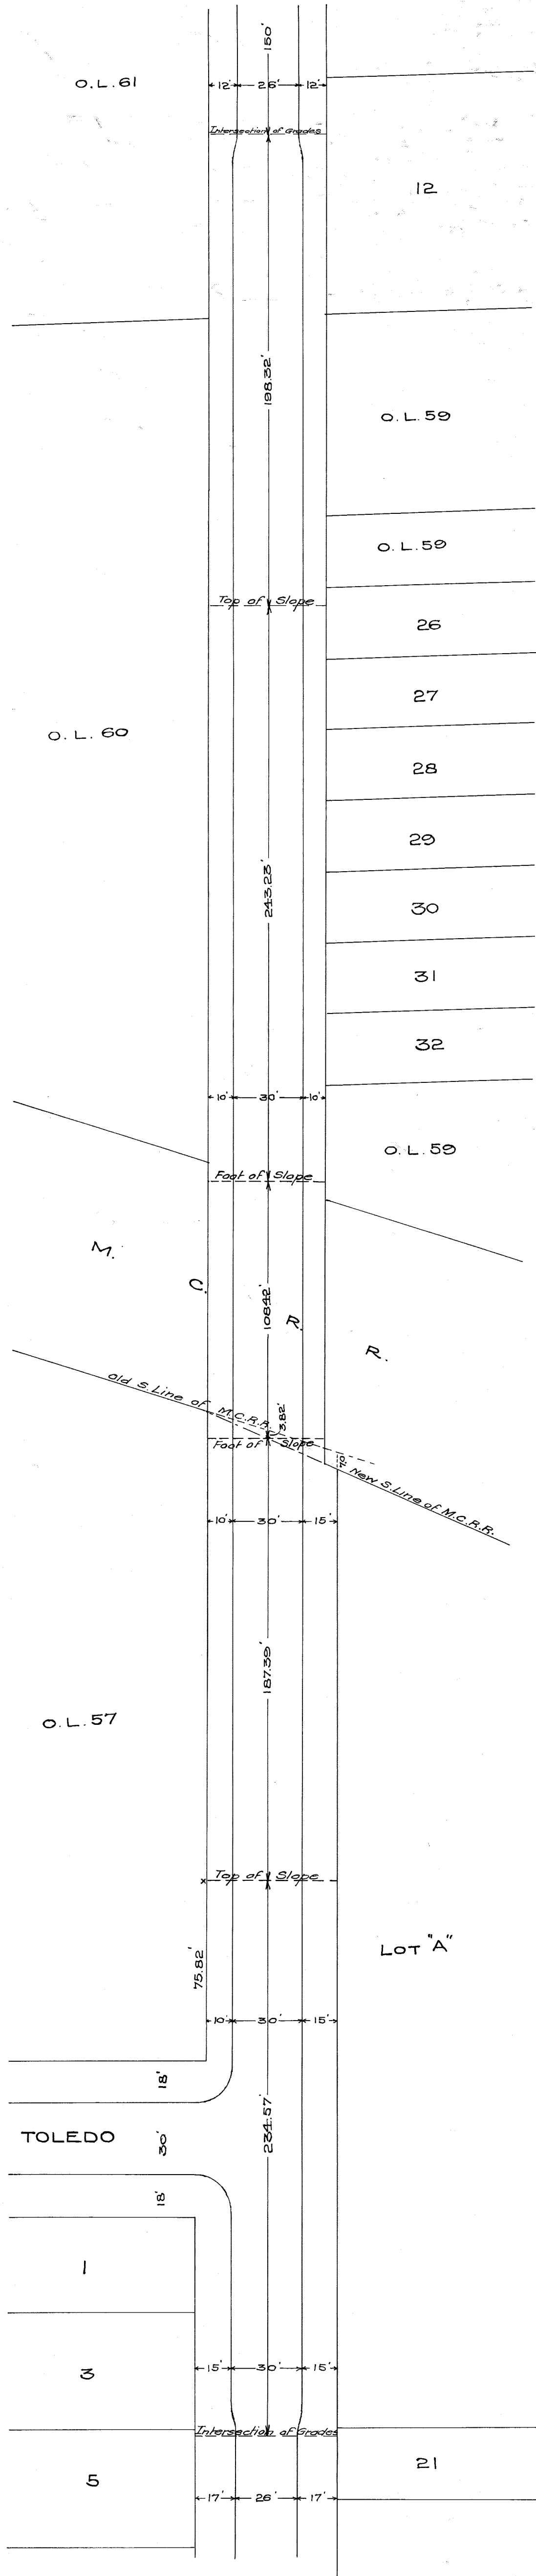 150'
O.L.61
12' 26' 12'
Intersection of Grades
12
198.32'
O.L.59
O.L.59
Top of Slope
26
27
O.L. 60
28
29
243.23'
30
31
32
10' 30' 10'
O.L.59
Foot of Slope
M. C. R. R.
108.42'
Old S. Line of M.C.R.R.
3.82'
Foot of Slope
7.0'
New S. Line of M.C.R.R.
10' 30' 15'
187.39'
O.L.57
Top of Slope
LOT "A"
75.82'
10' 30' 15'
18'
TOLEDO 30'
234.57'
18'
1
15' 30' 15'
3
Intersection of Grades
21
5
17' 26' 17'